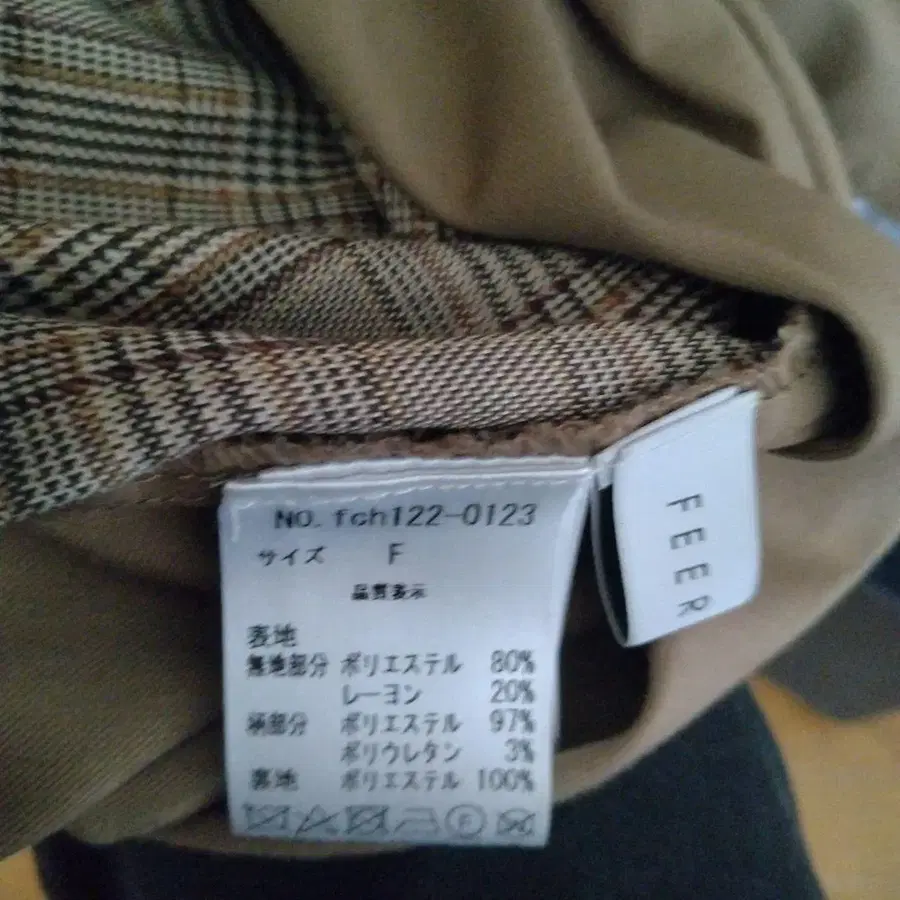 NO. fch122-0123
サイズ F
品質表示
表地
無地部分 ポリエステル 80%
レーヨン 20%
柄部分 ポリエステル 97%
ポリウレタン 3%
表地 ポリエステル 100%
FEER